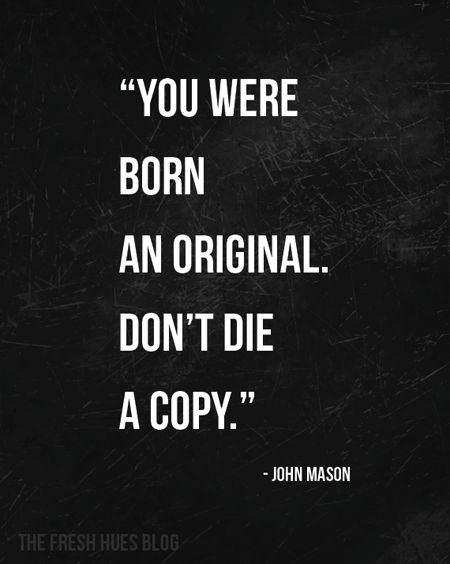 “YOU WERE
BORN
AN ORIGINAL.
DON’T DIE
A COPY.”
- JOHN MASON
THE FRESH HUES BLOG